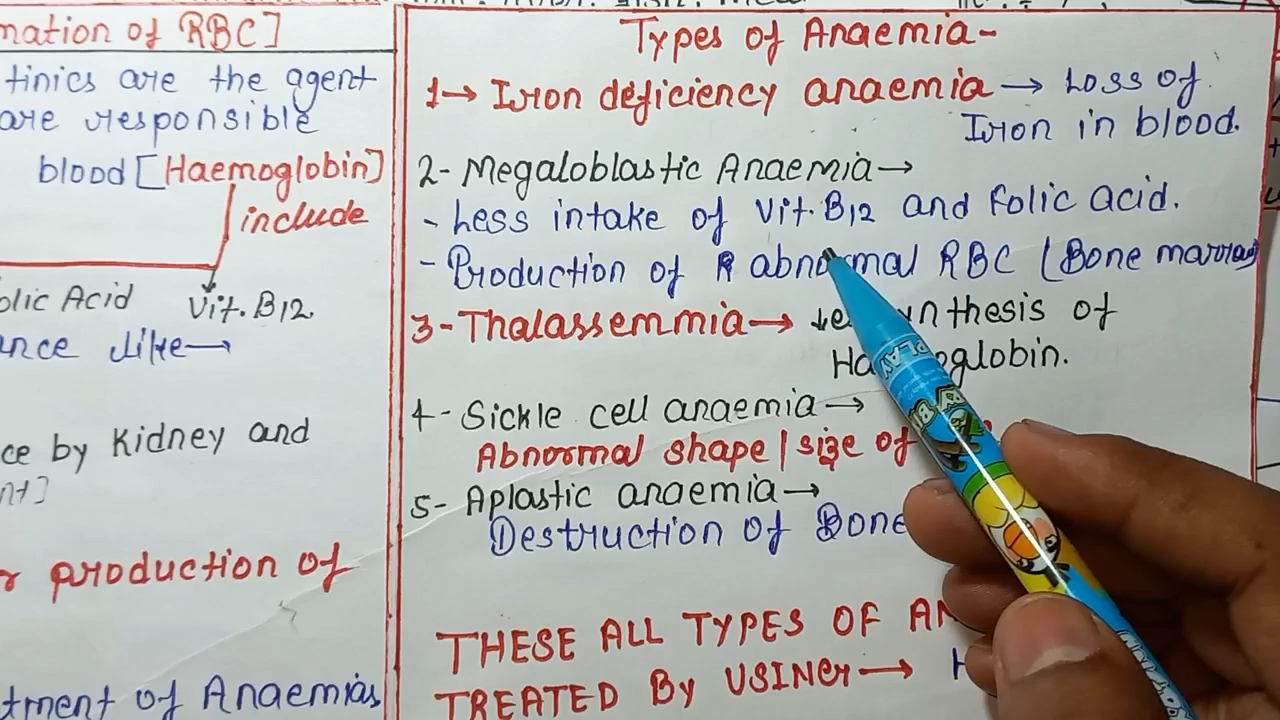 mation of RBC]
tinics are the agent
are responsible
blood [Haemoglobin]
include
olic Acid Vit. B12.
ance like→
ce by Kidney and
nt]
r production of
tment of Anaemias
Types of Anaemia-
1→ Iron deficiency anaemia → Loss of
Iron in blood.
2- Megaloblastic Anaemia→
- Less intake of Vit. B12 and Folic acid.
- Production of abnormal RBC (Bone marrow)
3- Thalassemmia→ synthesis of
Haemoglobin.
4- Sickle cell anaemia→
Abnormal shape/size of
5- Aplastic anaemia→
Destruction of Bone
THESE ALL TYPES OF AN
TREATED By USING→ H